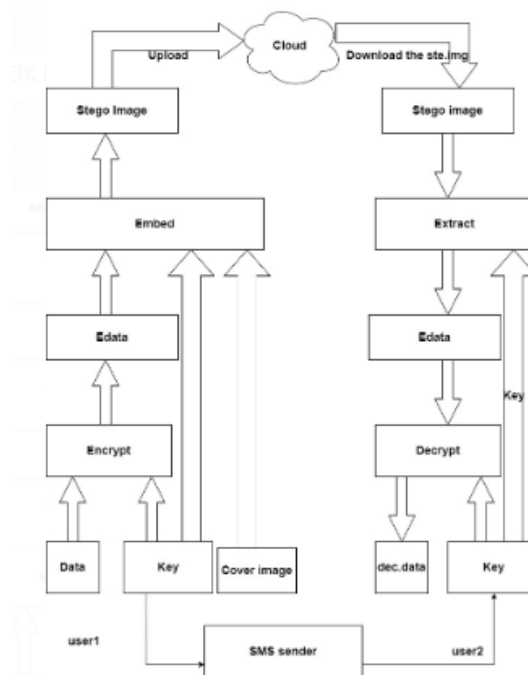 Cloud
Upload
Download the ste.img
Stego Image
Stego image
Embed
Extract
Edata
Edata
Key
Encrypt
Decrypt
Data
Key
Cover image
dec.data
Key
user1
SMS sender
user2